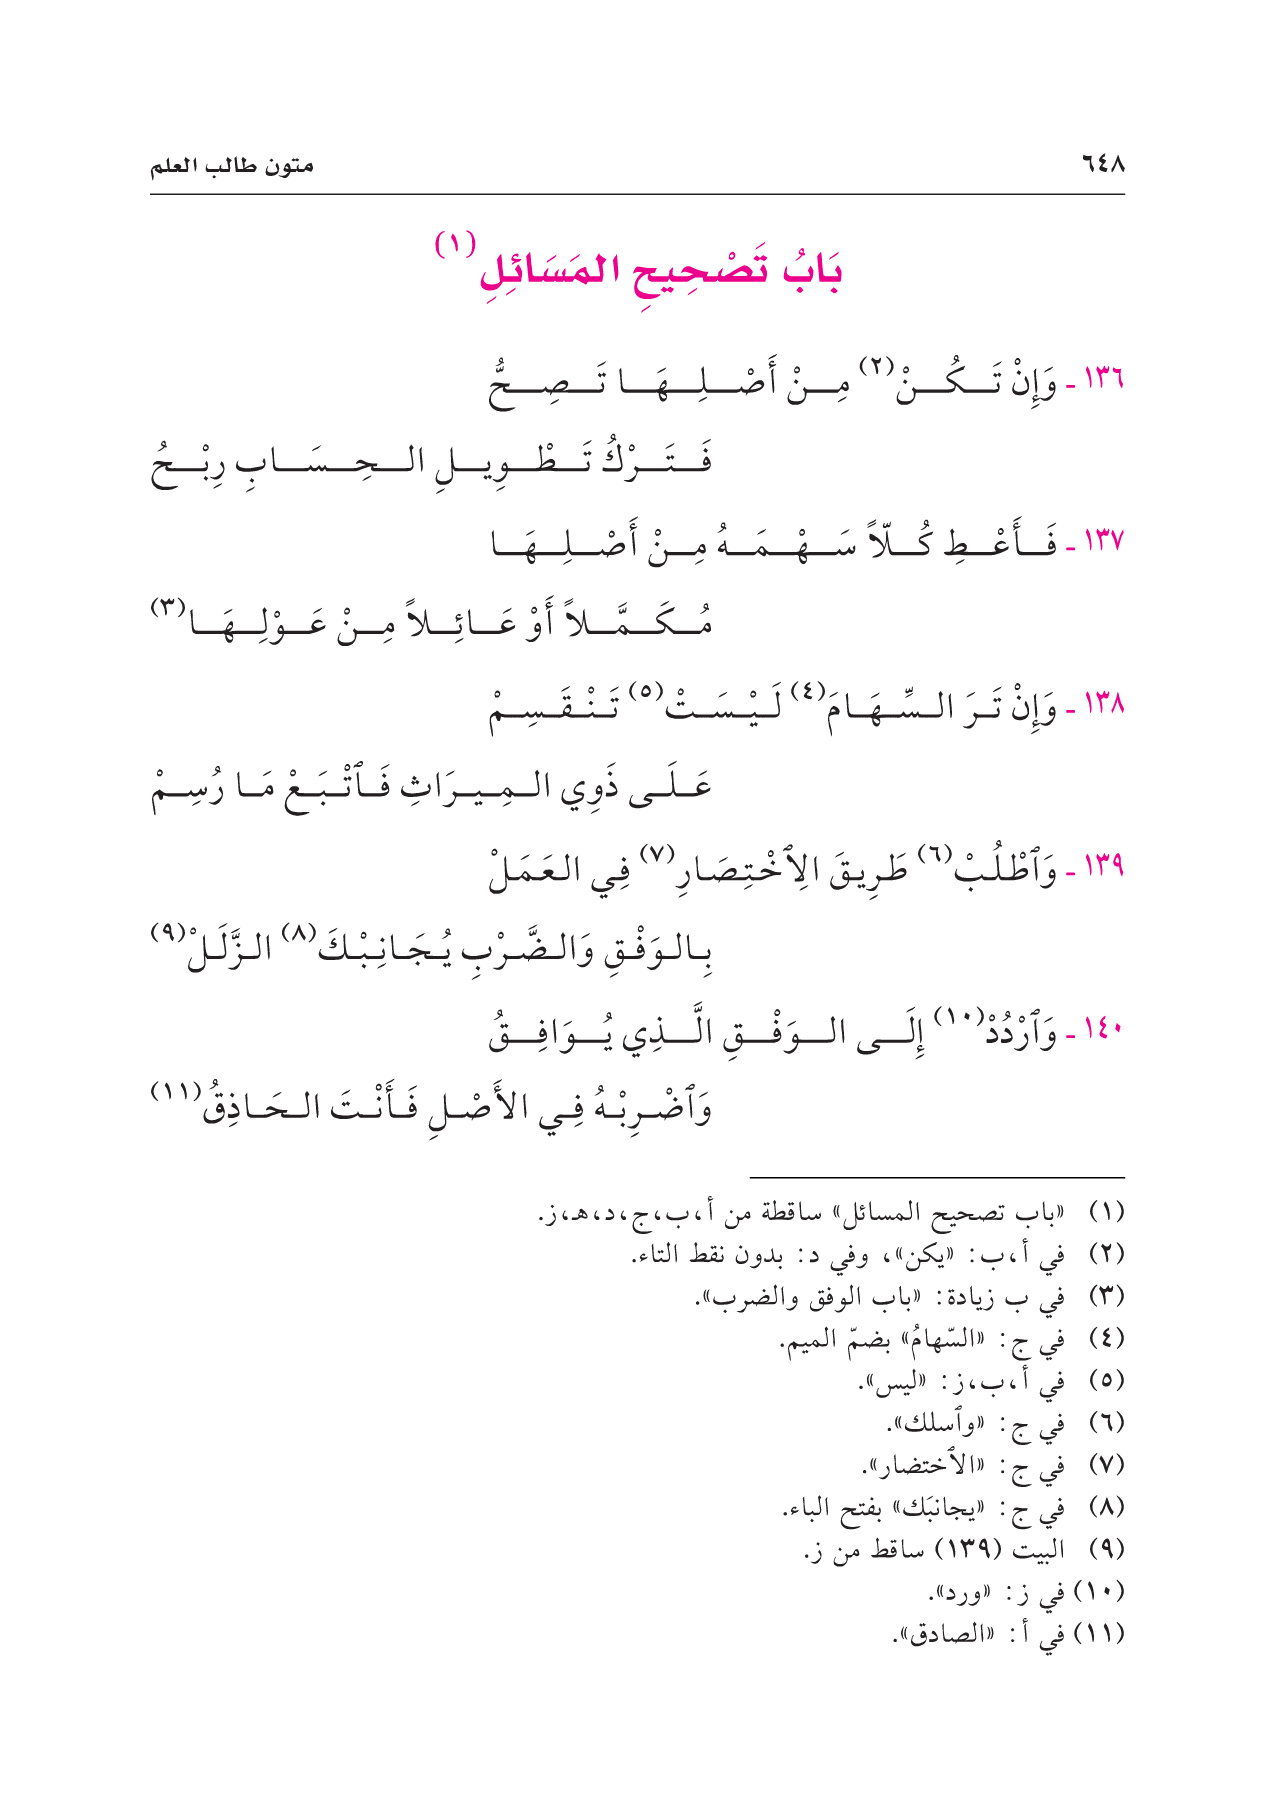 ٦٤٨
متون طالب العلم
بَابُ تَصْحِيحِ المَسَائِلِ(١)
١٣٦ - وَإِنْ تَكُنْ(٢) مِنْ أَصْلِهَا تَصِحُّ
فَتَرْكُ تَطْوِيلِ الحِسَابِ رِبْحُ
١٣٧ - فَأَعْطِ كُلّاً سَهْمَهُ مِنْ أَصْلِهَا
مُكَمَّلاً أَوْ عَائِلاً مِنْ عَوْلِهَا(٣)
١٣٨ - وَإِنْ تَرَ السِّهَامَ(٤) لَيْسَتْ(٥) تَنْقَسِمْ
عَلَى ذَوِي المِيرَاثِ فَٱتْبَعْ مَا رُسِمْ
١٣٩ - وَٱطْلُبْ(٦) طَرِيقَ الِٱخْتِصَارِ(٧) فِي العَمَلْ
بِالوَفْقِ وَالضَّرْبِ يُجَانِبْكَ(٨) الزَّلَلْ(٩)
١٤٠ - وَٱرْدُدْ(١٠) إِلَى الوَفْقِ الَّذِي يُوَافِقُ
وَٱضْرِبْهُ فِي الأَصْلِ فَأَنْتَ الحَاذِقُ(١١)
(١) «باب تصحيح المسائل» ساقطة من أ،ب،ج،د،هـ،ز.
(٢) في أ،ب: «يكن»، وفي د: بدون نقط التاء.
(٣) في ب زيادة: «باب الوفق والضرب».
(٤) في ج: «السّهامُ» بضمّ الميم.
(٥) في أ،ب،ز: «ليس».
(٦) في ج: «وٱسلك».
(٧) في ج: «الٱختضار».
(٨) في ج: «يجانبَك» بفتح الباء.
(٩) البيت (١٣٩) ساقط من ز.
(١٠) في ز: «ورد».
(١١) في أ: «الصادق».